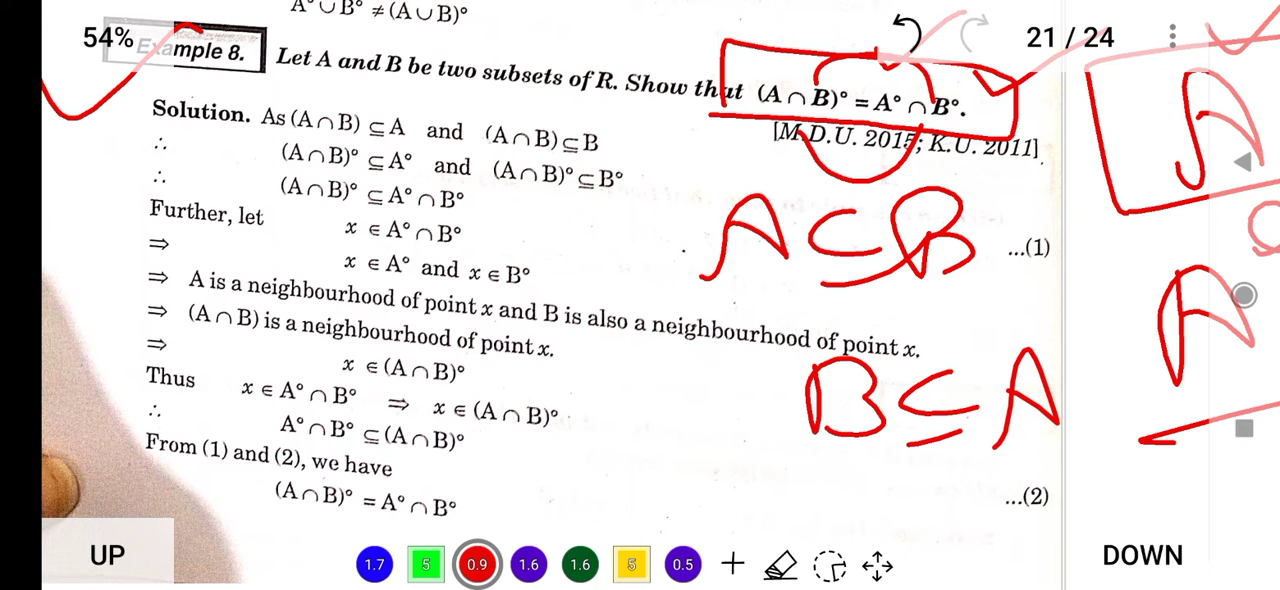 A° ∪ B° ≠ (A ∪ B)°
54%
21 / 24
Example 8. Let A and B be two subsets of R. Show that (A ∩ B)° = A° ∩ B°.
[M.D.U. 2015; K.U. 2011]
Solution. As (A ∩ B) ⊆ A and (A ∩ B) ⊆ B
∴ (A ∩ B)° ⊆ A° and (A ∩ B)° ⊆ B°
∴ (A ∩ B)° ⊆ A° ∩ B° ...(1)
Further, let x ∈ A° ∩ B°
⇒ x ∈ A° and x ∈ B°
⇒ A is a neighbourhood of point x and B is also a neighbourhood of point x.
⇒ (A ∩ B) is a neighbourhood of point x.
⇒ x ∈ (A ∩ B)°
Thus x ∈ A° ∩ B° ⇒ x ∈ (A ∩ B)°
∴ A° ∩ B° ⊆ (A ∩ B)° ...(2)
From (1) and (2), we have
(A ∩ B)° = A° ∩ B°
A ⊆ B
B ⊆ A
A
A
UP
1.7 5 0.9 1.6 1.6 5 0.5
DOWN